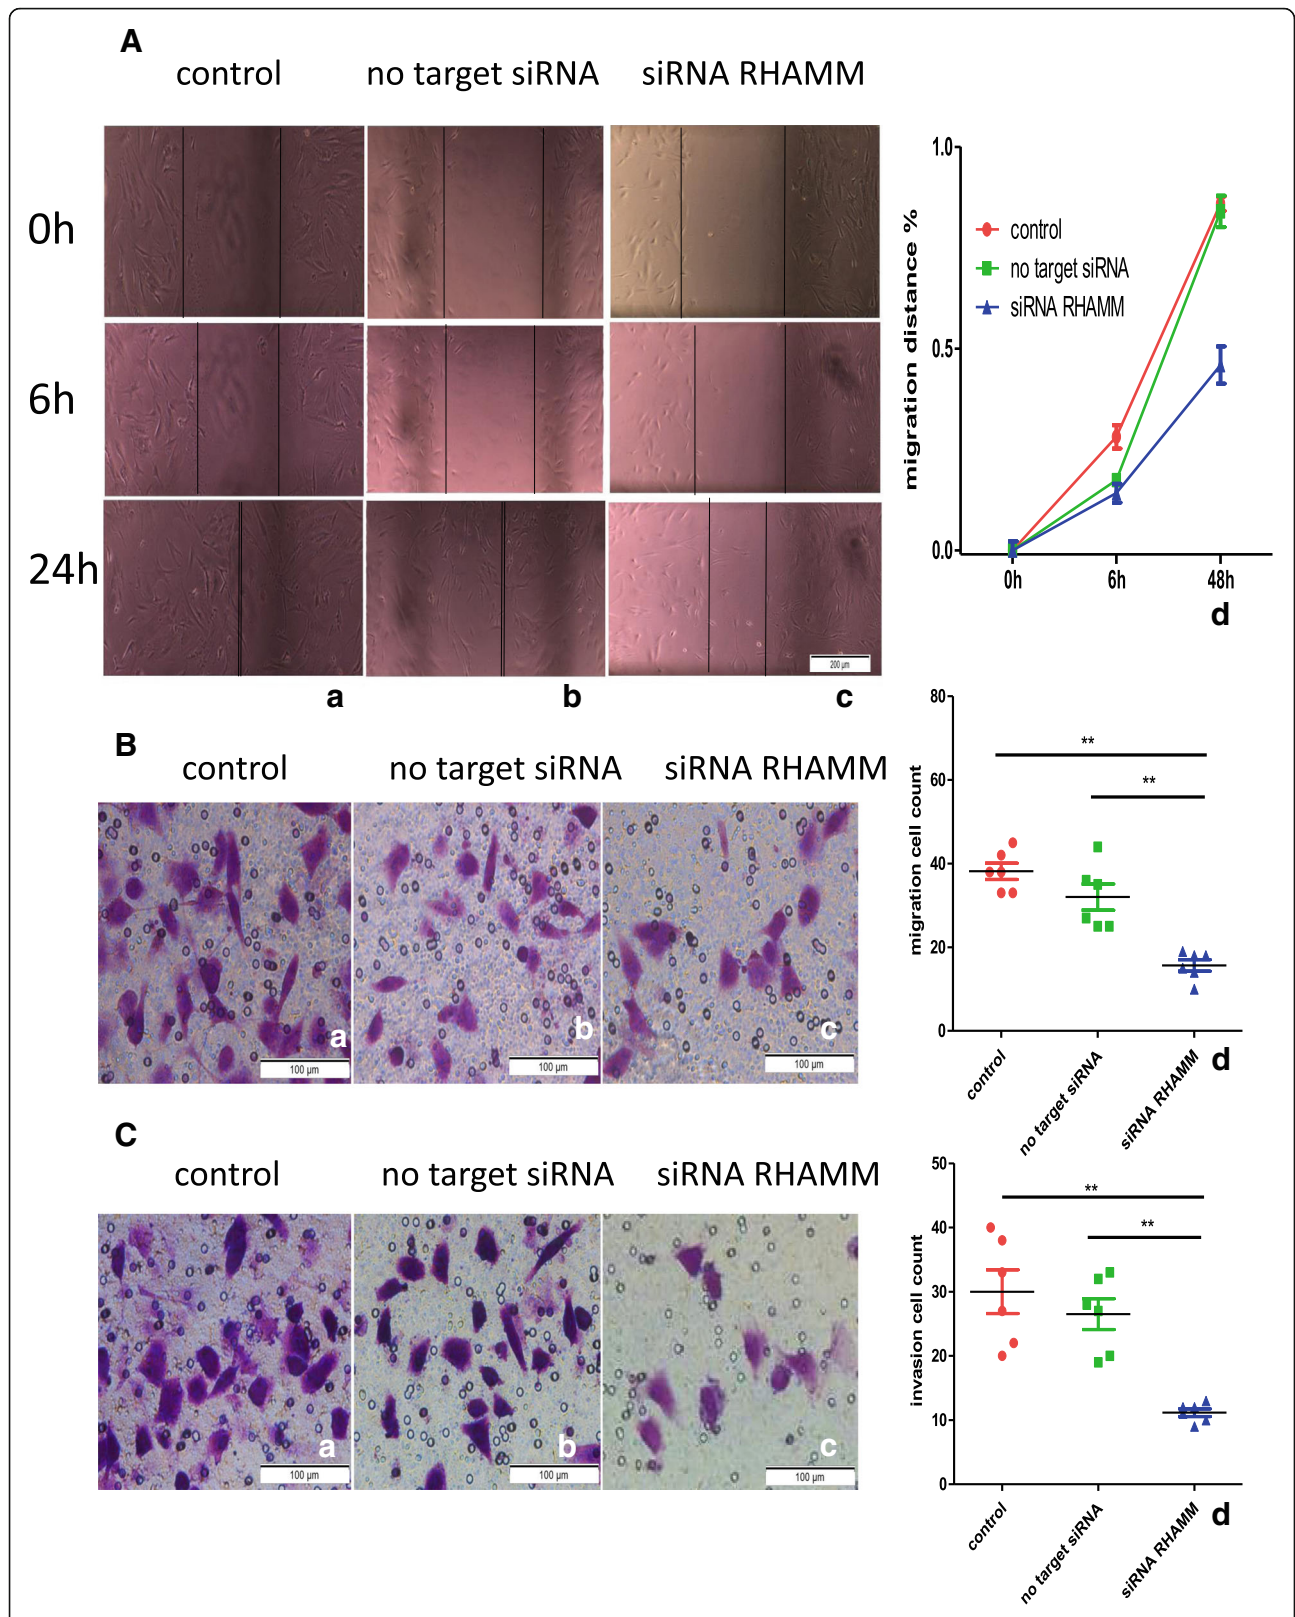 A
control no target siRNA siRNA RHAMM
0h
6h
24h
200 µm
a b c
1.0
0.5
0.0
migration distance %
control
no target siRNA
siRNA RHAMM
0h 6h 48h
d
B
control no target siRNA siRNA RHAMM
a b c
100 µm 100 µm 100 µm
80
60
40
20
0
migration cell count
**
**
control no target siRNA siRNA RHAMM
d
C
control no target siRNA siRNA RHAMM
a b c
100 µm 100 µm 100 µm
50
40
30
20
10
0
invasion cell count
**
**
control no target siRNA siRNA RHAMM
d